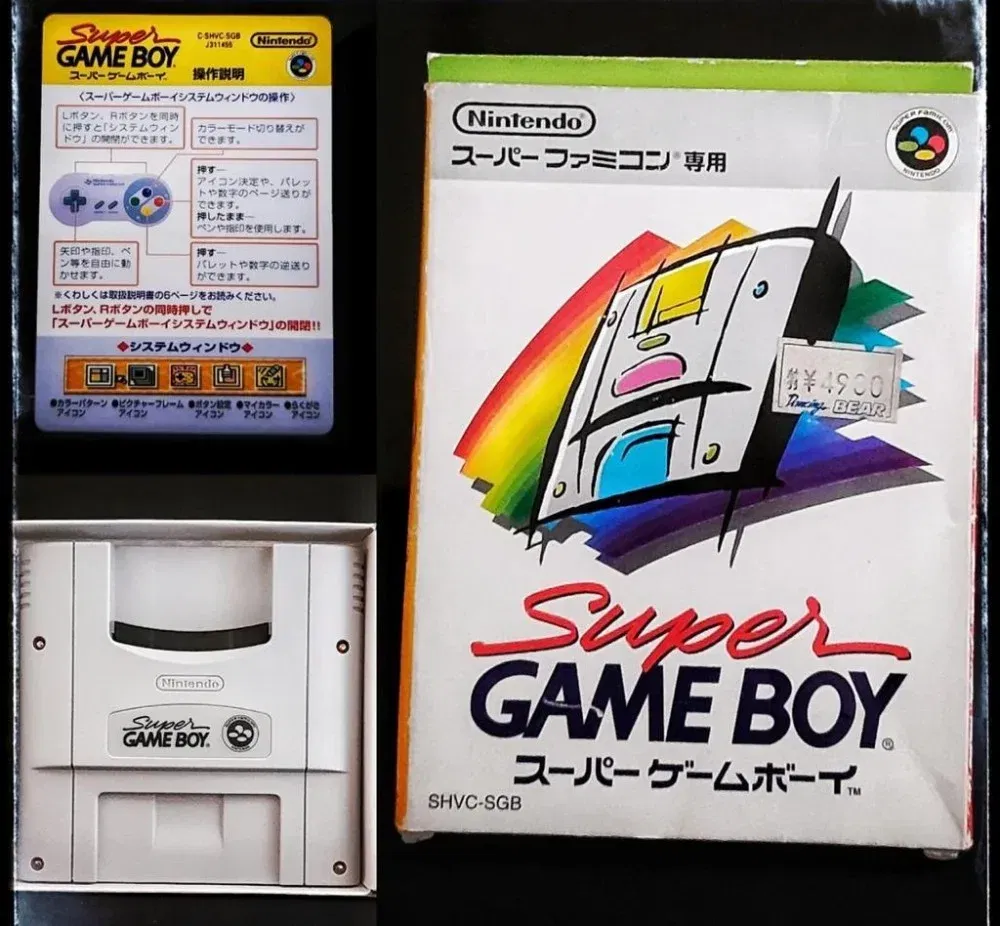 Super
GAME BOY
スーパーゲームボーイ
操作説明
C-SHVC-SGB
J311455
Nintendo
〈スーパーゲームボーイシステムウィンドウの操作〉
Lボタン、Rボタンを同時
に押すと「システムウィン
ドウ」の開閉ができます。
カラーモード切り替えが
できます。
押す―
アイコン決定や、パレッ
トや数字のページ送りが
できます。
押したまま―
ペンや指印を使用します。
矢印や指印、ペ
ン等を自由に動
かせます。
押す―
パレットや数字の逆送り
ができます。
※くわしくは取扱説明書の6ページをお読みください。
Lボタン、Rボタンの同時押しで
「スーパーゲームボーイシステムウィンドウ」の開閉!!
◆システムウィンドウ◆
●カラーパターン
アイコン
●ピクチャーフレーム
アイコン
●ボタン設定
アイコン
●マイカラー
アイコン
●らくがき
アイコン
Nintendo
Super
GAME BOY
Nintendo®
スーパーファミコン®専用
SUPER FAMICOM
NINTENDO
¥4900
BEAR
Super
GAME BOY®
スーパーゲームボーイ™
SHVC-SGB